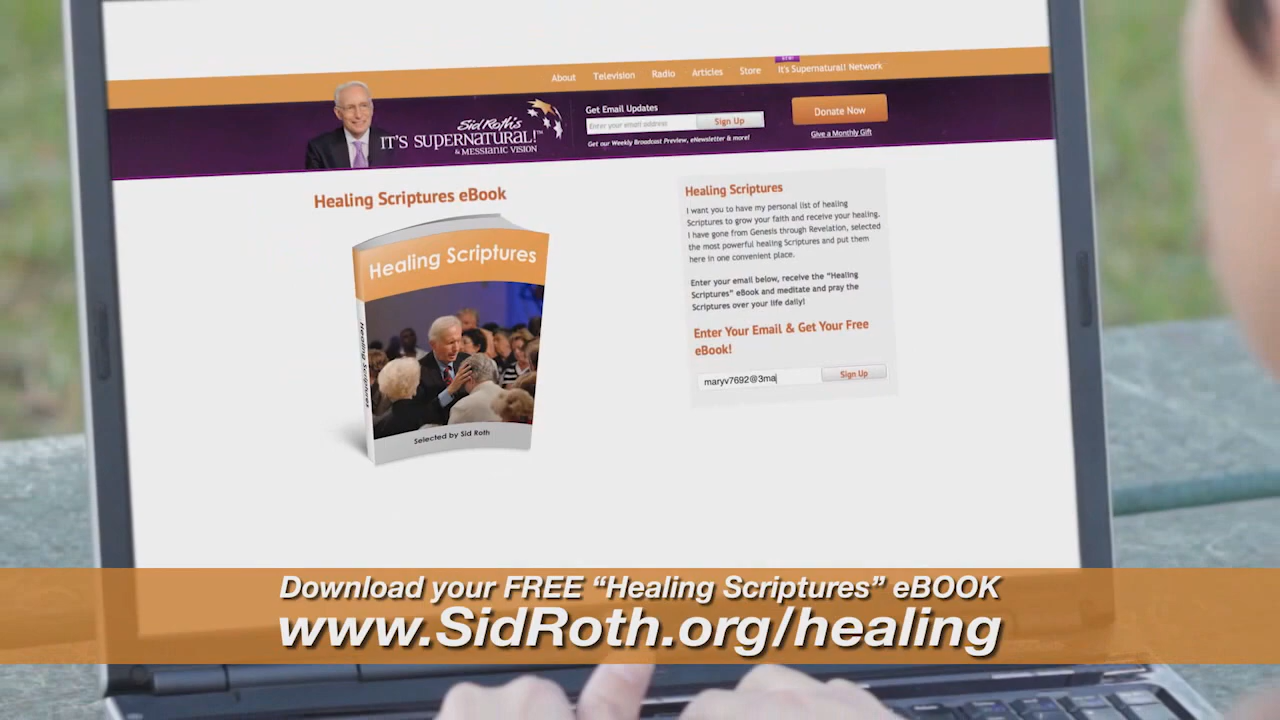 About Television Radio Articles Store It's Supernatural! Network
Sid Roth's
IT'S SUPERNATURAL!™
& MESSIANIC VISION
Get Email Updates
Enter your email address Sign Up
Get our Weekly Broadcast Preview, eNewsletter & more!
Donate Now
Give a Monthly Gift
Healing Scriptures eBook
Healing Scriptures
Healing Scriptures
Selected by Sid Roth
Healing Scriptures
I want you to have my personal list of healing
Scriptures to grow your faith and receive your healing.
I have gone from Genesis through Revelation, selected
the most powerful healing Scriptures and put them
here in one convenient place.
Enter your email below, receive the “Healing
Scriptures” eBook and meditate and pray the
Scriptures over your life daily!
Enter Your Email & Get Your Free
eBook!
maryv7692@3ma Sign Up
Download your FREE “Healing Scriptures” eBOOK
www.SidRoth.org/healing